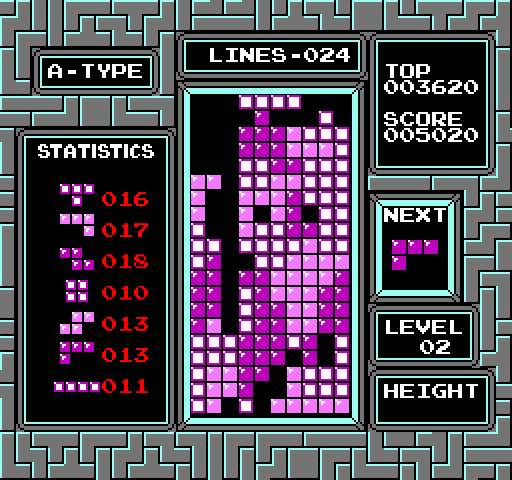 LINES-024
A-TYPE
TOP
003620
SCORE
005020
STATISTICS
016
017
018
010
013
013
011
NEXT
LEVEL
02
HEIGHT